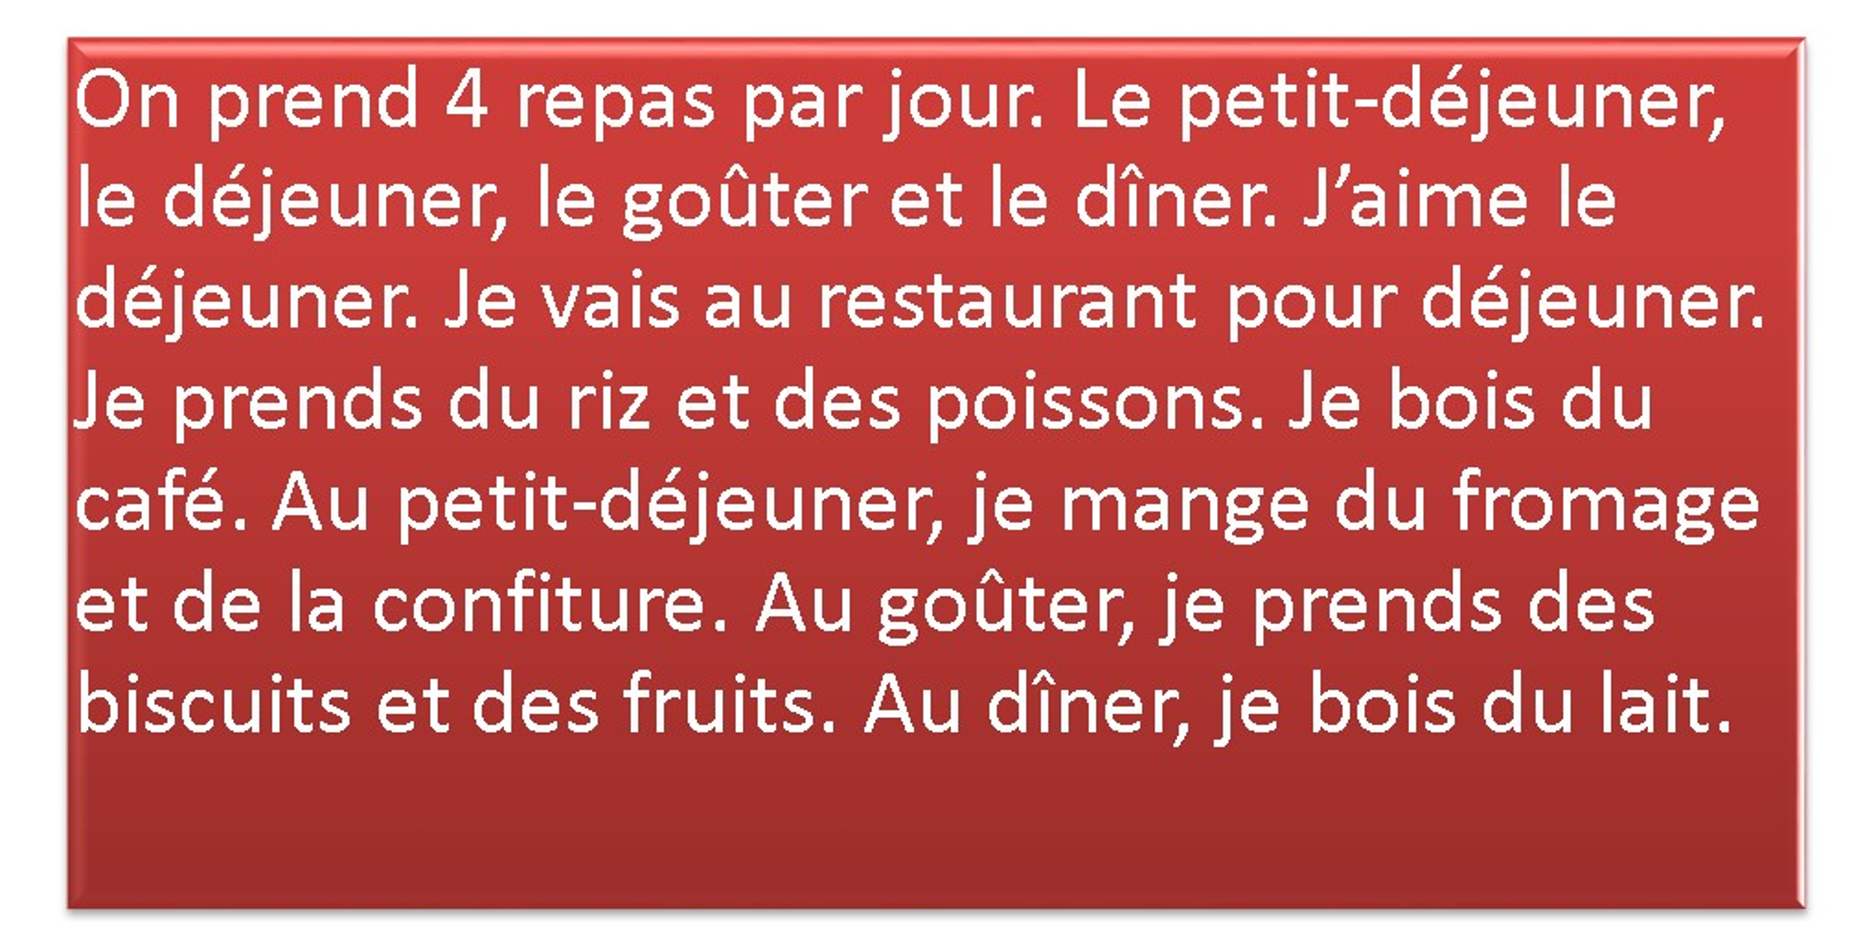 On prend 4 repas par jour. Le petit-déjeuner,
le déjeuner, le goûter et le dîner. J’aime le
déjeuner. Je vais au restaurant pour déjeuner.
Je prends du riz et des poissons. Je bois du
café. Au petit-déjeuner, je mange du fromage
et de la confiture. Au goûter, je prends des
biscuits et des fruits. Au dîner, je bois du lait.